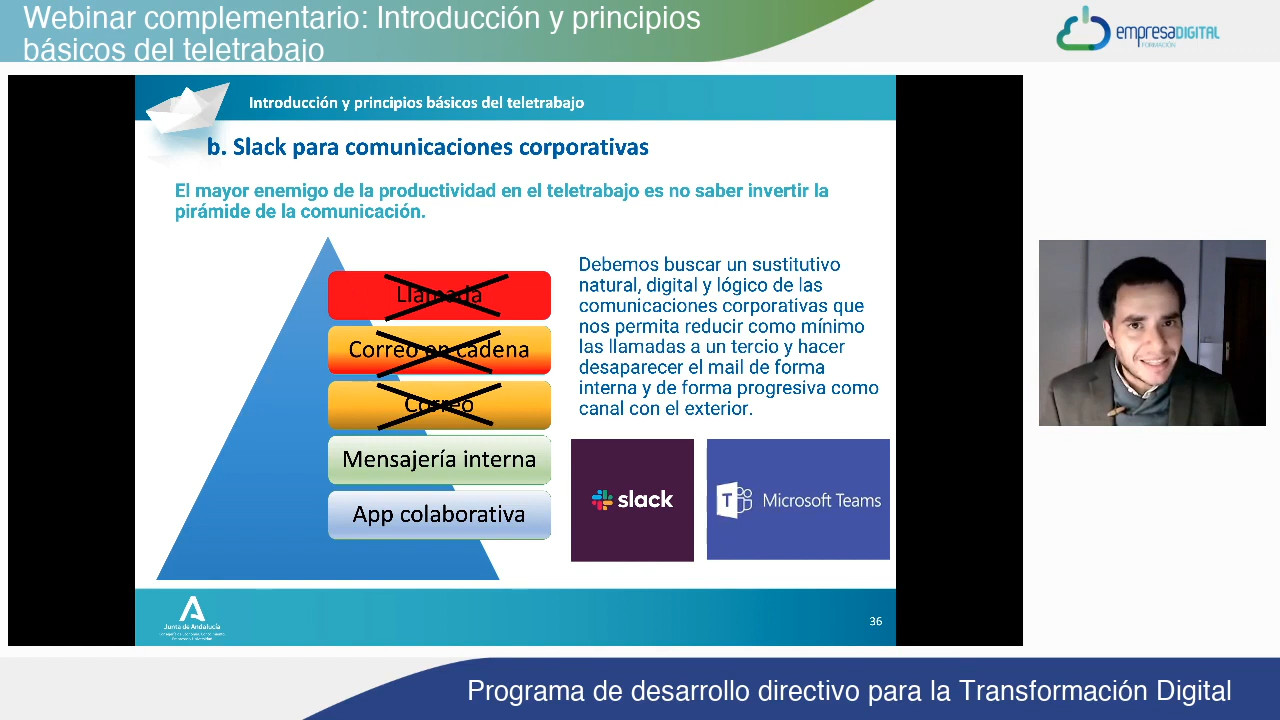 Webinar complementario: Introducción y principios
básicos del teletrabajo
empresaDIGITAL
FORMACIÓN
Introducción y principios básicos del teletrabajo
b. Slack para comunicaciones corporativas
El mayor enemigo de la productividad en el teletrabajo es no saber invertir la
pirámide de la comunicación.
Llamada
Correo en cadena
Correo
Mensajería interna
App colaborativa
Debemos buscar un sustitutivo
natural, digital y lógico de las
comunicaciones corporativas que
nos permita reducir como mínimo
las llamadas a un tercio y hacer
desaparecer el mail de forma
interna y de forma progresiva como
canal con el exterior.
slack
T
Microsoft Teams
Junta de Andalucía
36
Programa de desarrollo directivo para la Transformación Digital